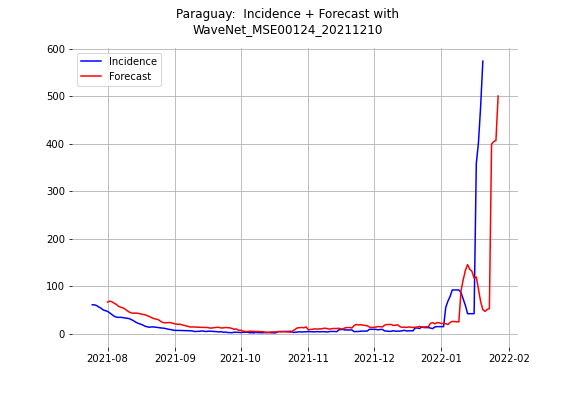 Paraguay:  Incidence + Forecast with
WaveNet_MSE00124_20211210
Incidence
Forecast
600
500
400
300
200
100
0
2021-08 2021-09 2021-10 2021-11 2021-12 2022-01 2022-02